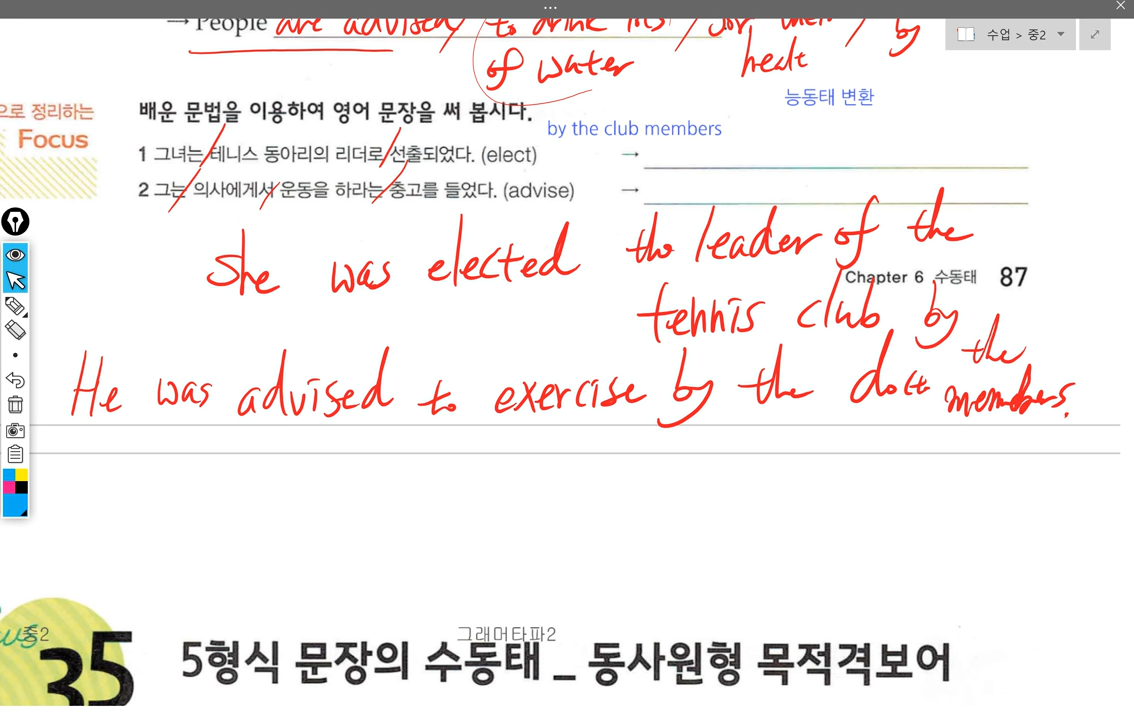 수업 > 중2
→ People are advised / to drink / for / by
of water
능동태 변환
으로 정리하는
배운 문법을 이용하여 영어 문장을 써 봅시다.
Focus
by the club members
1 그녀는 테니스 동아리의 리더로 선출되었다. (elect) →
2 그는 의사에게서 운동을 하라는 충고를 들었다. (advise) →
She was elected the leader of the
Chapter 6 수동태 87
tennis club by the
members.
He was advised to exercise by the doct
중2
그래머타파2
35 5형식 문장의 수동태 _ 동사원형 목적격보어